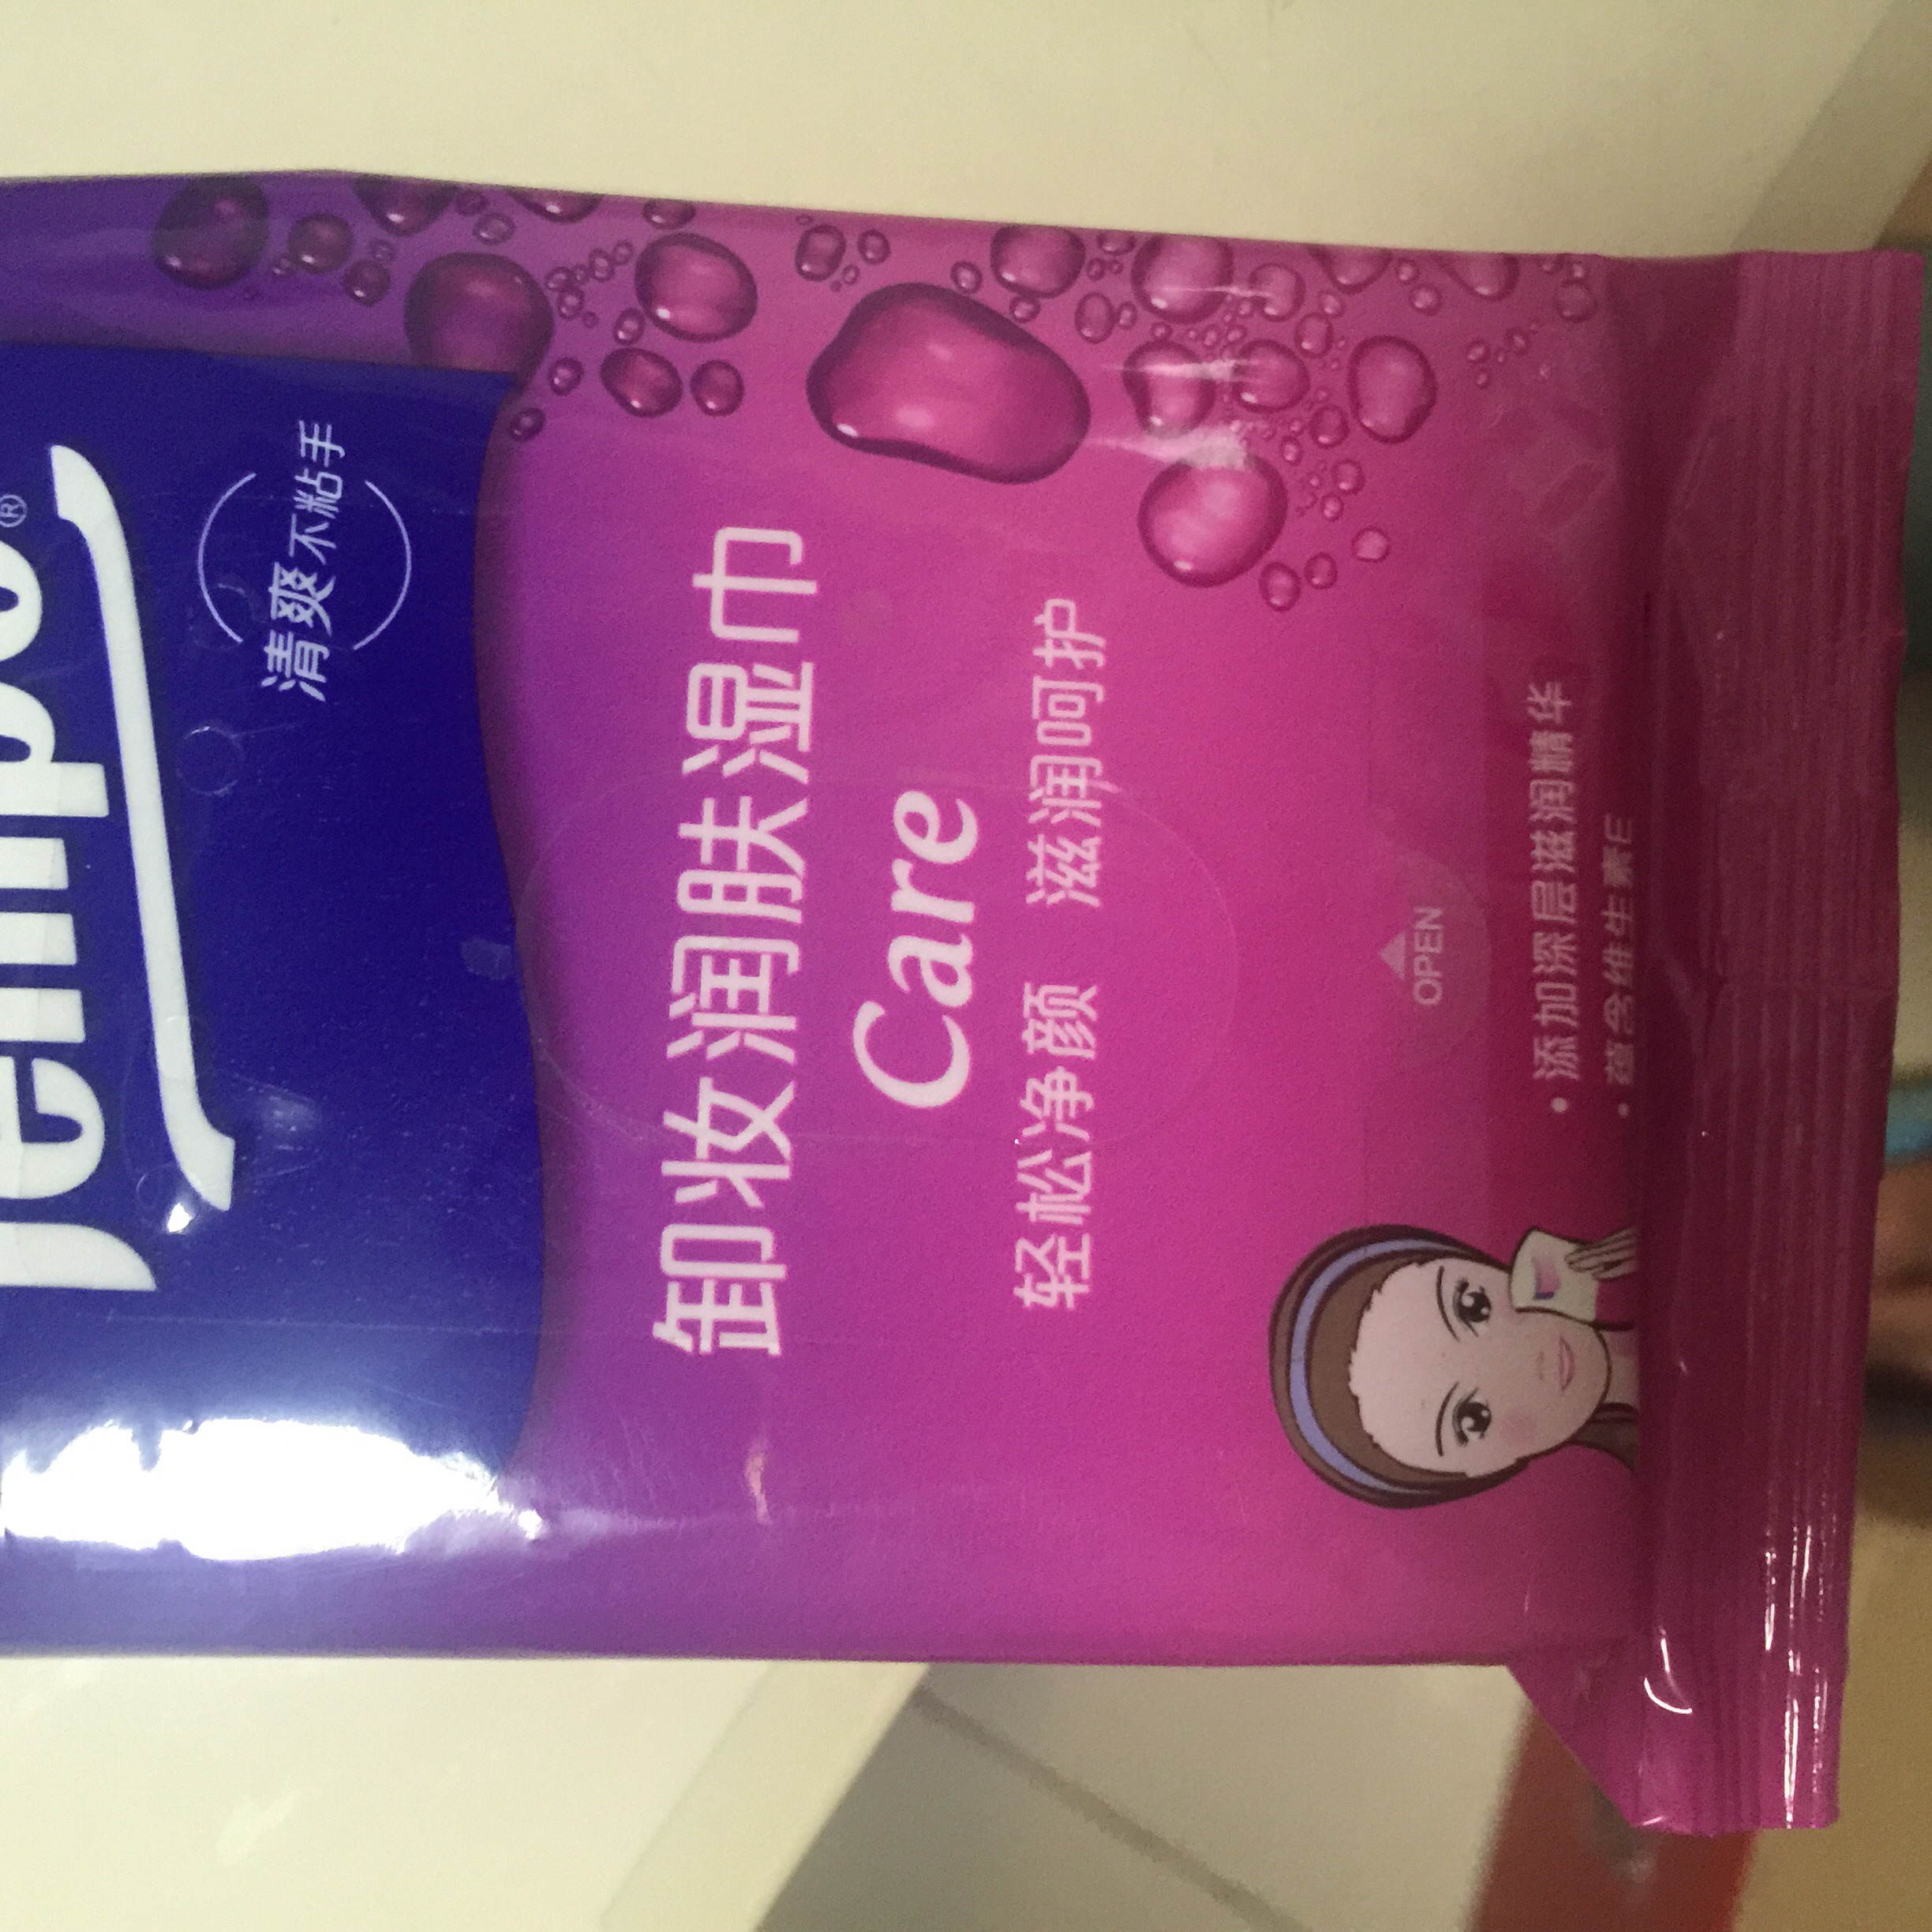 Tempo®
清爽不粘手
卸妆润肤湿巾
Care
轻松净颜 滋润呵护
OPEN
• 添加深层滋润精华
• 蕴含维生素E